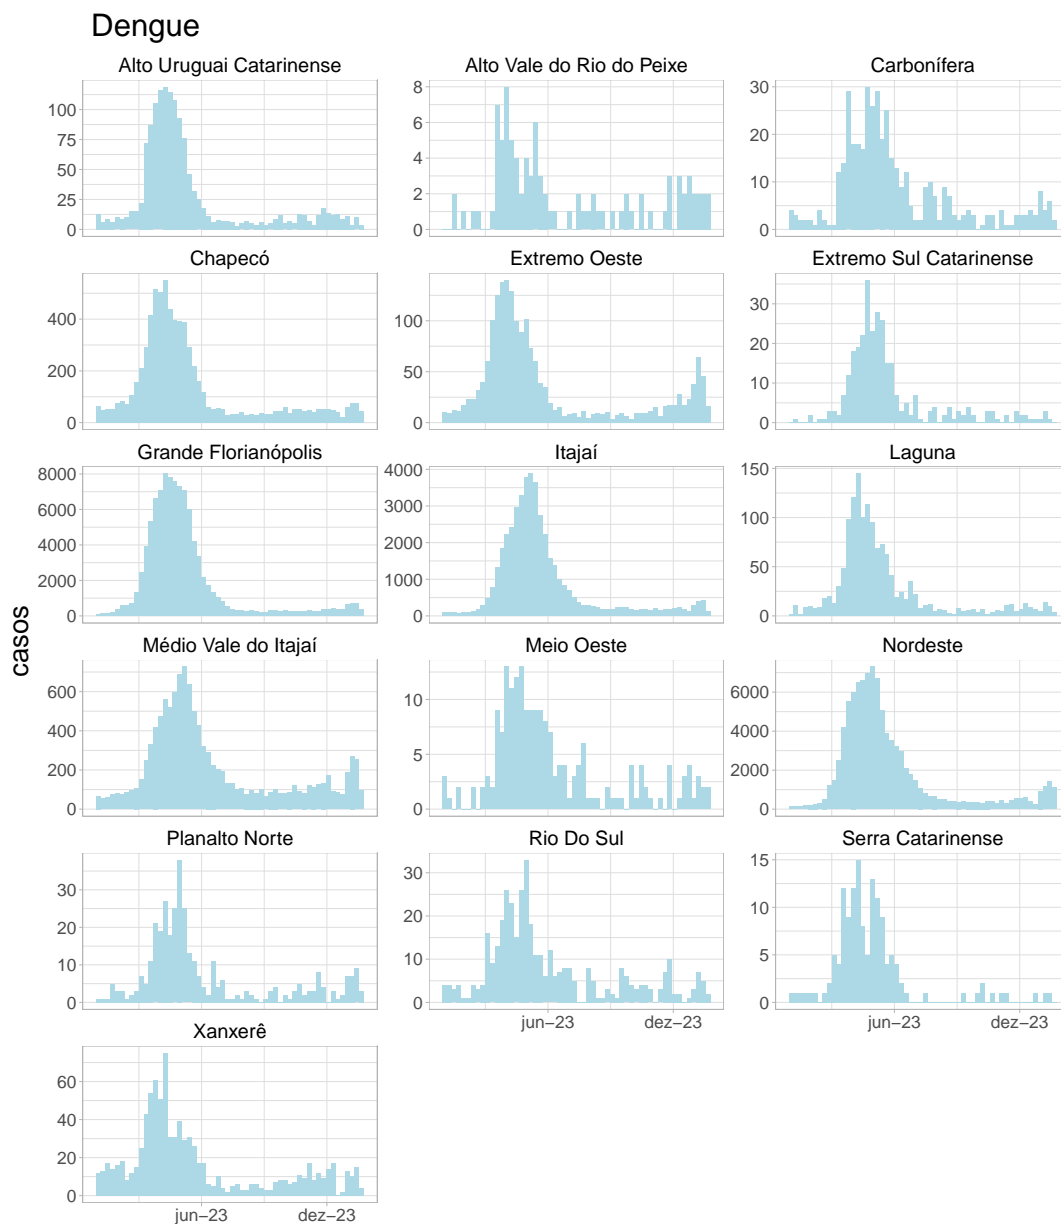 Dengue
Alto Uruguai Catarinense
Alto Vale do Rio do Peixe
Carbonífera
100
75
50
25
0
8
6
4
2
0
30
20
10
0
Chapecó
Extremo Oeste
Extremo Sul Catarinense
400
200
0
100
50
0
30
20
10
0
Grande Florianópolis
Itajaí
Laguna
8000
6000
4000
2000
0
4000
3000
2000
1000
0
150
100
50
0
casos
Médio Vale do Itajaí
Meio Oeste
Nordeste
600
400
200
0
10
5
0
6000
4000
2000
0
Planalto Norte
Rio Do Sul
Serra Catarinense
30
20
10
0
30
20
10
0
15
10
5
0
jun–23
dez–23
jun–23
dez–23
Xanxerê
60
40
20
0
jun–23
dez–23